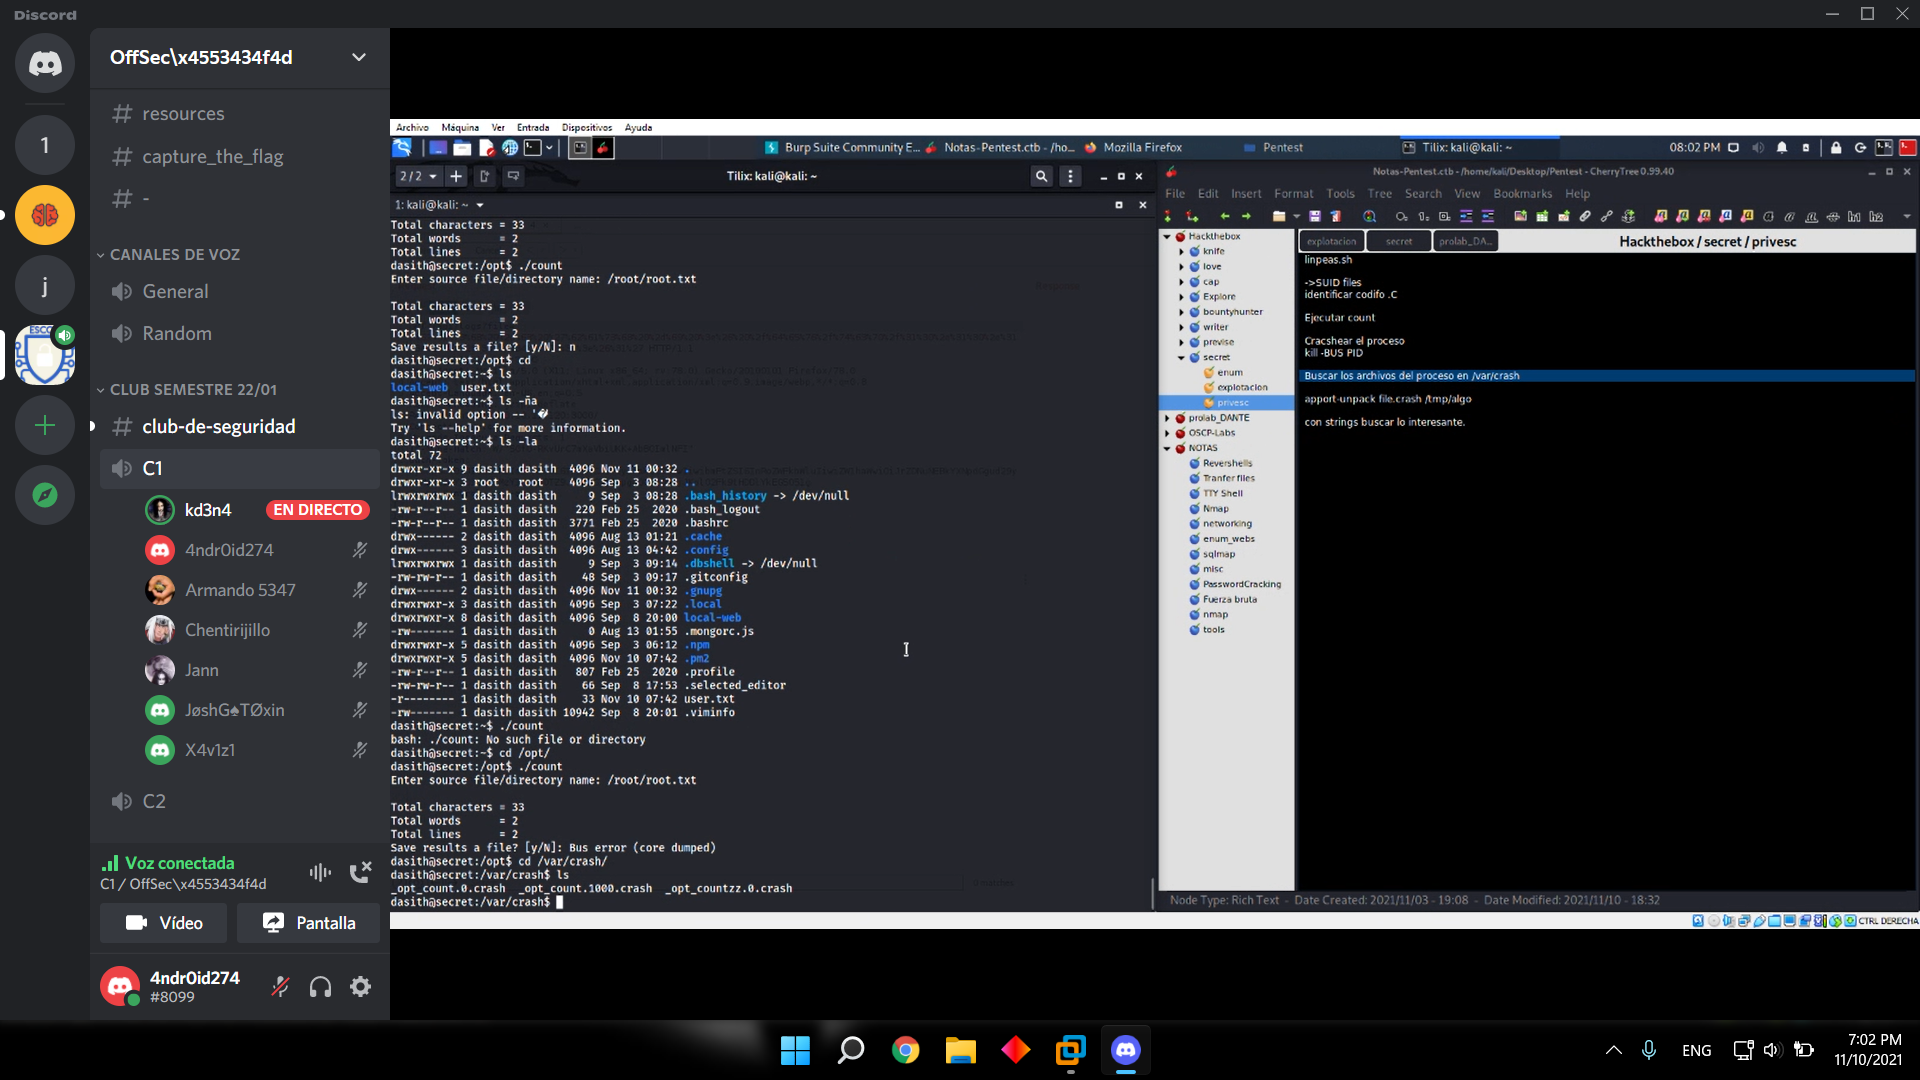 Discord
OffSec\x4553434f4d
resources
capture_the_flag
-
CANALES DE VOZ
General
Random
CLUB SEMESTRE 22/01
club-de-seguridad
C1
kd3n4 EN DIRECTO
4ndr0id274
Armando 5347
Chentirijillo
Jann
JøshG♠TØxin
X4v1z1
C2
Voz conectada
C1 / OffSec\x4553434f4d
Vídeo
Pantalla
4ndr0id274
#8099
1
j
ESCO
Archivo Máquina Ver Entrada Dispositivos Ayuda
Burp Suite Community E... Notas-Pentest.ctb - /ho... Mozilla Firefox Pentest Tilix: kali@kali: ~ 08:02 PM
2 / 2 Tilix: kali@kali: ~
1: kali@kali: ~
Total characters = 33
Total words      = 2
Total lines      = 2
dasith@secret:/opt$ ./count
Enter source file/directory name: /root/root.txt
Total characters = 33
Total words      = 2
Total lines      = 2
Save results a file? [y/N]: n
dasith@secret:/opt$ cd
dasith@secret:~$ ls
local-web  user.txt
dasith@secret:~$ ls -ña
ls: invalid option -- '�
Try 'ls --help' for more information.
dasith@secret:~$ ls -la
total 72
drwxr-xr-x 9 dasith dasith  4096 Nov 11 00:32 .
drwxr-xr-x 3 root   root    4096 Sep  3 08:28 ..
lrwxrwxrwx 1 dasith dasith     9 Sep  3 08:28 .bash_history -> /dev/null
-rw-r--r-- 1 dasith dasith   220 Feb 25  2020 .bash_logout
-rw-r--r-- 1 dasith dasith  3771 Feb 25  2020 .bashrc
drwx------ 2 dasith dasith  4096 Aug 13 01:21 .cache
drwx------ 3 dasith dasith  4096 Aug 13 04:42 .config
lrwxrwxrwx 1 dasith dasith     9 Sep  3 09:14 .dbshell -> /dev/null
-rw-rw-r-- 1 dasith dasith    48 Sep  3 09:17 .gitconfig
drwx------ 2 dasith dasith  4096 Nov 11 00:32 .gnupg
drwxrwxr-x 3 dasith dasith  4096 Sep  3 07:22 .local
drwxrwxr-x 8 dasith dasith  4096 Sep  8 20:00 local-web
-rw------- 1 dasith dasith     0 Aug 13 01:55 .mongorc.js
drwxrwxr-x 5 dasith dasith  4096 Sep  3 06:12 .npm
drwxrwxr-x 5 dasith dasith  4096 Nov 10 07:42 .pm2
-rw-r--r-- 1 dasith dasith   807 Feb 25  2020 .profile
-rw-rw-r-- 1 dasith dasith    66 Sep  8 17:53 .selected_editor
-r-------- 1 dasith dasith    33 Nov 10 07:42 user.txt
-rw------- 1 dasith dasith 10942 Sep  8 20:01 .viminfo
dasith@secret:~$ ./count
bash: ./count: No such file or directory
dasith@secret:~$ cd /opt/
dasith@secret:/opt$ ./count
Enter source file/directory name: /root/root.txt
Total characters = 33
Total words      = 2
Total lines      = 2
Save results a file? [y/N]: Bus error (core dumped)
dasith@secret:/opt$ cd /var/crash/
dasith@secret:/var/crash$ ls
_opt_count.0.crash  _opt_count.1000.crash  _opt_countzz.0.crash
dasith@secret:/var/crash$
Notas-Pentest.ctb - /home/kali/Desktop/Pentest - CherryTree 0.99.40
File Edit Insert Format Tools Tree Search View Bookmarks Help
Hackthebox
knife
love
cap
Explore
bountyhunter
writer
previse
secret
enum
explotacion
privesc
prolab_DANTE
OSCP-Labs
NOTAS
Revershells
Tranfer files
TTY Shell
Nmap
networking
enum_webs
sqlmap
misc
PasswordCracking
Fuerza bruta
nmap
tools
explotacion secret prolab_DA... Hackthebox / secret / privesc
linpeas.sh
->SUID files
identificar codifo .C
Ejecutar count
Cracshear el proceso
kill -BUS PID
Buscar los archivos del proceso en /var/crash
apport-unpack file.crash /tmp/algo
con strings buscar lo interesante.
Node Type: Rich Text - Date Created: 2021/11/03 - 19:08 - Date Modified: 2021/11/10 - 18:32
CTRL DERECHA
ENG
7:02 PM
11/10/2021